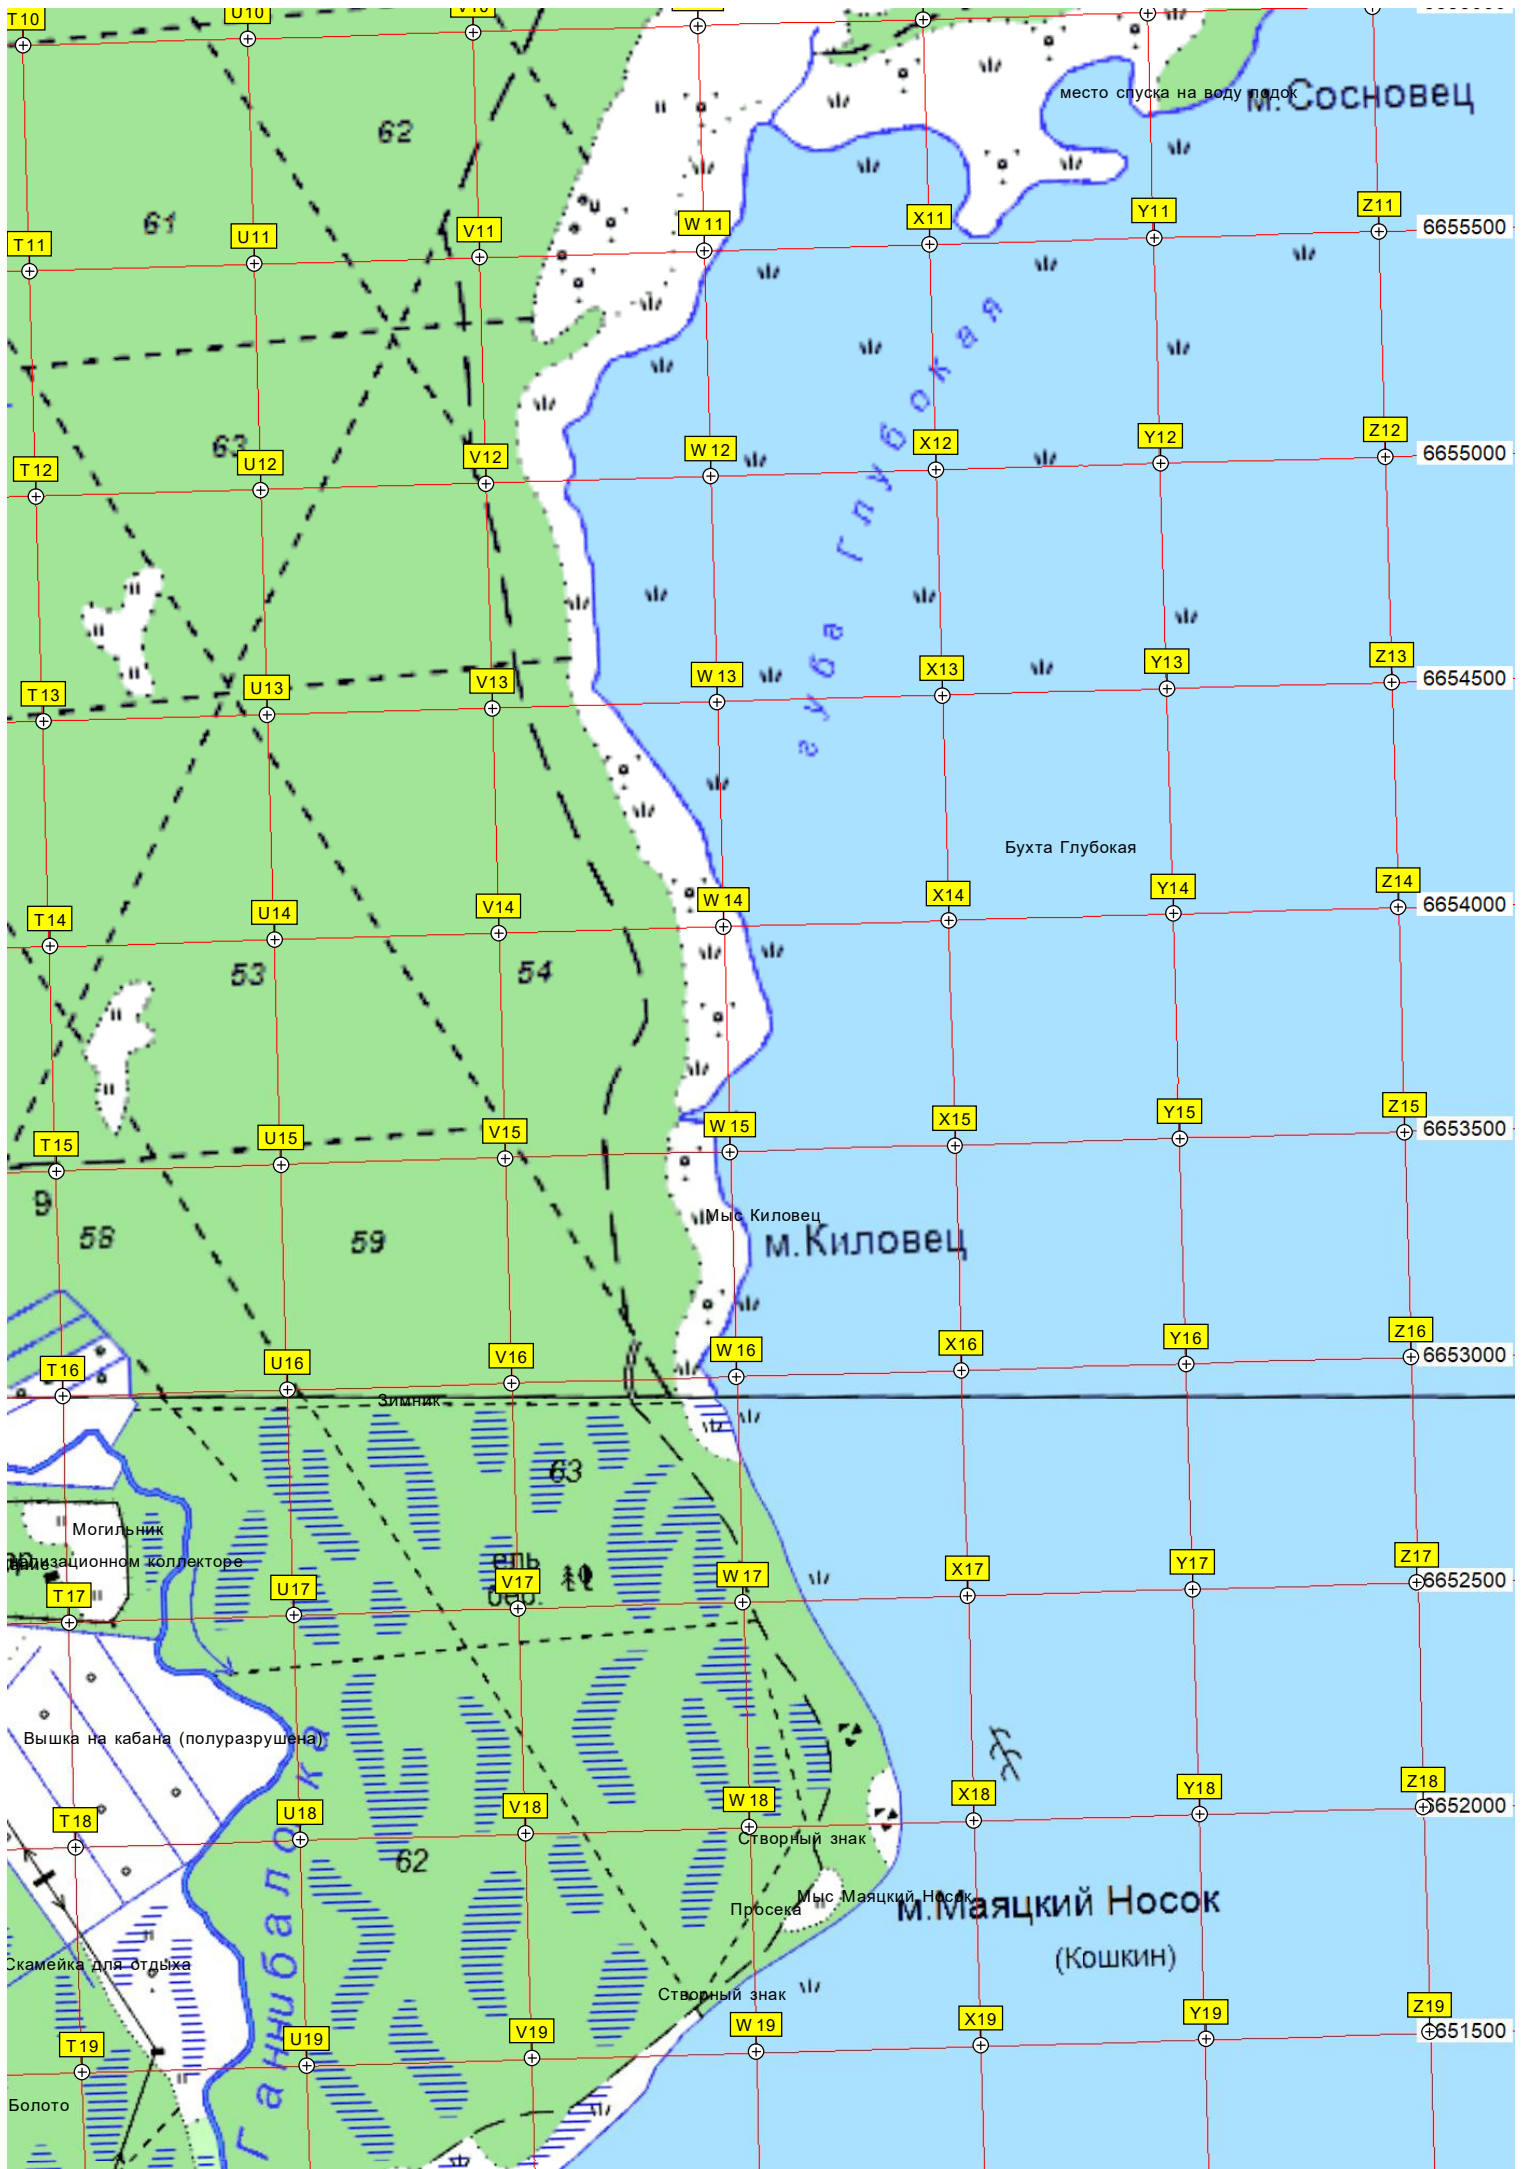 T10
U10
V10
62
место спуска на воду лодок
м.Сосновец
61
T11
U11
V11
W11
X11
Y11
Z11
6655500
губа Глубокая
63
T12
U12
V12
W12
X12
Y12
Z12
6655000
T13
U13
V13
W13
X13
Y13
Z13
6654500
Бухта Глубокая
T14
U14
V14
W14
X14
Y14
Z14
6654000
53
54
T15
U15
V15
W15
X15
Y15
Z15
6653500
9
58
59
Мыс Киловец
м.Киловец
T16
U16
V16
W16
X16
Y16
Z16
6653000
Зимник
63
Могильник
коллекторе
ель
бер.
T17
U17
V17
W17
X17
Y17
Z17
6652500
Вышка на кабана (полуразрушена)
T18
U18
V18
W18
X18
Y18
Z18
6652000
Створный знак
62
Мыс Маяцкий Носок
м.Маяцкий Носок
Просека
(Кошкин)
Скамейка для отдыха
Створный знак
Ганнибаловка
T19
U19
V19
W19
X19
Y19
Z19
6651500
Болото